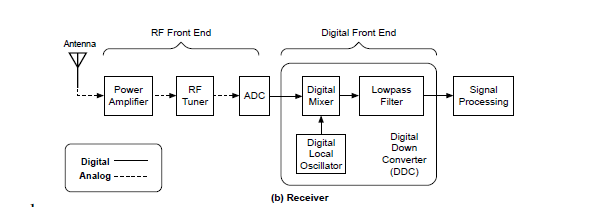 RF Front End
Digital Front End
Antenna
Power
Amplifier
RF
Tuner
ADC
Digital
Mixer
Lowpass
Filter
Signal
Processing
Digital
Local
Oscillator
Digital
Down
Converter
(DDC)
Digital
Analog
(b) Receiver